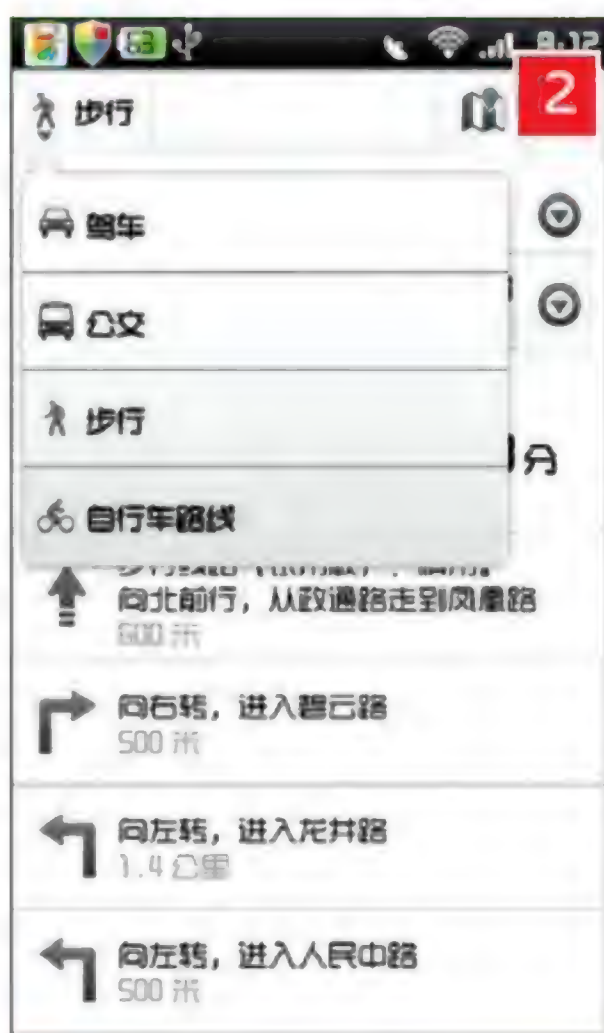 63 8:12
步行 2
驾车
公交
步行
分
自行车路线
向北前行，从政通路走到凤凰路
600 米
向右转，进入碧云路
500 米
向左转，进入龙井路
1.4 公里
向左转，进入人民中路
500 米